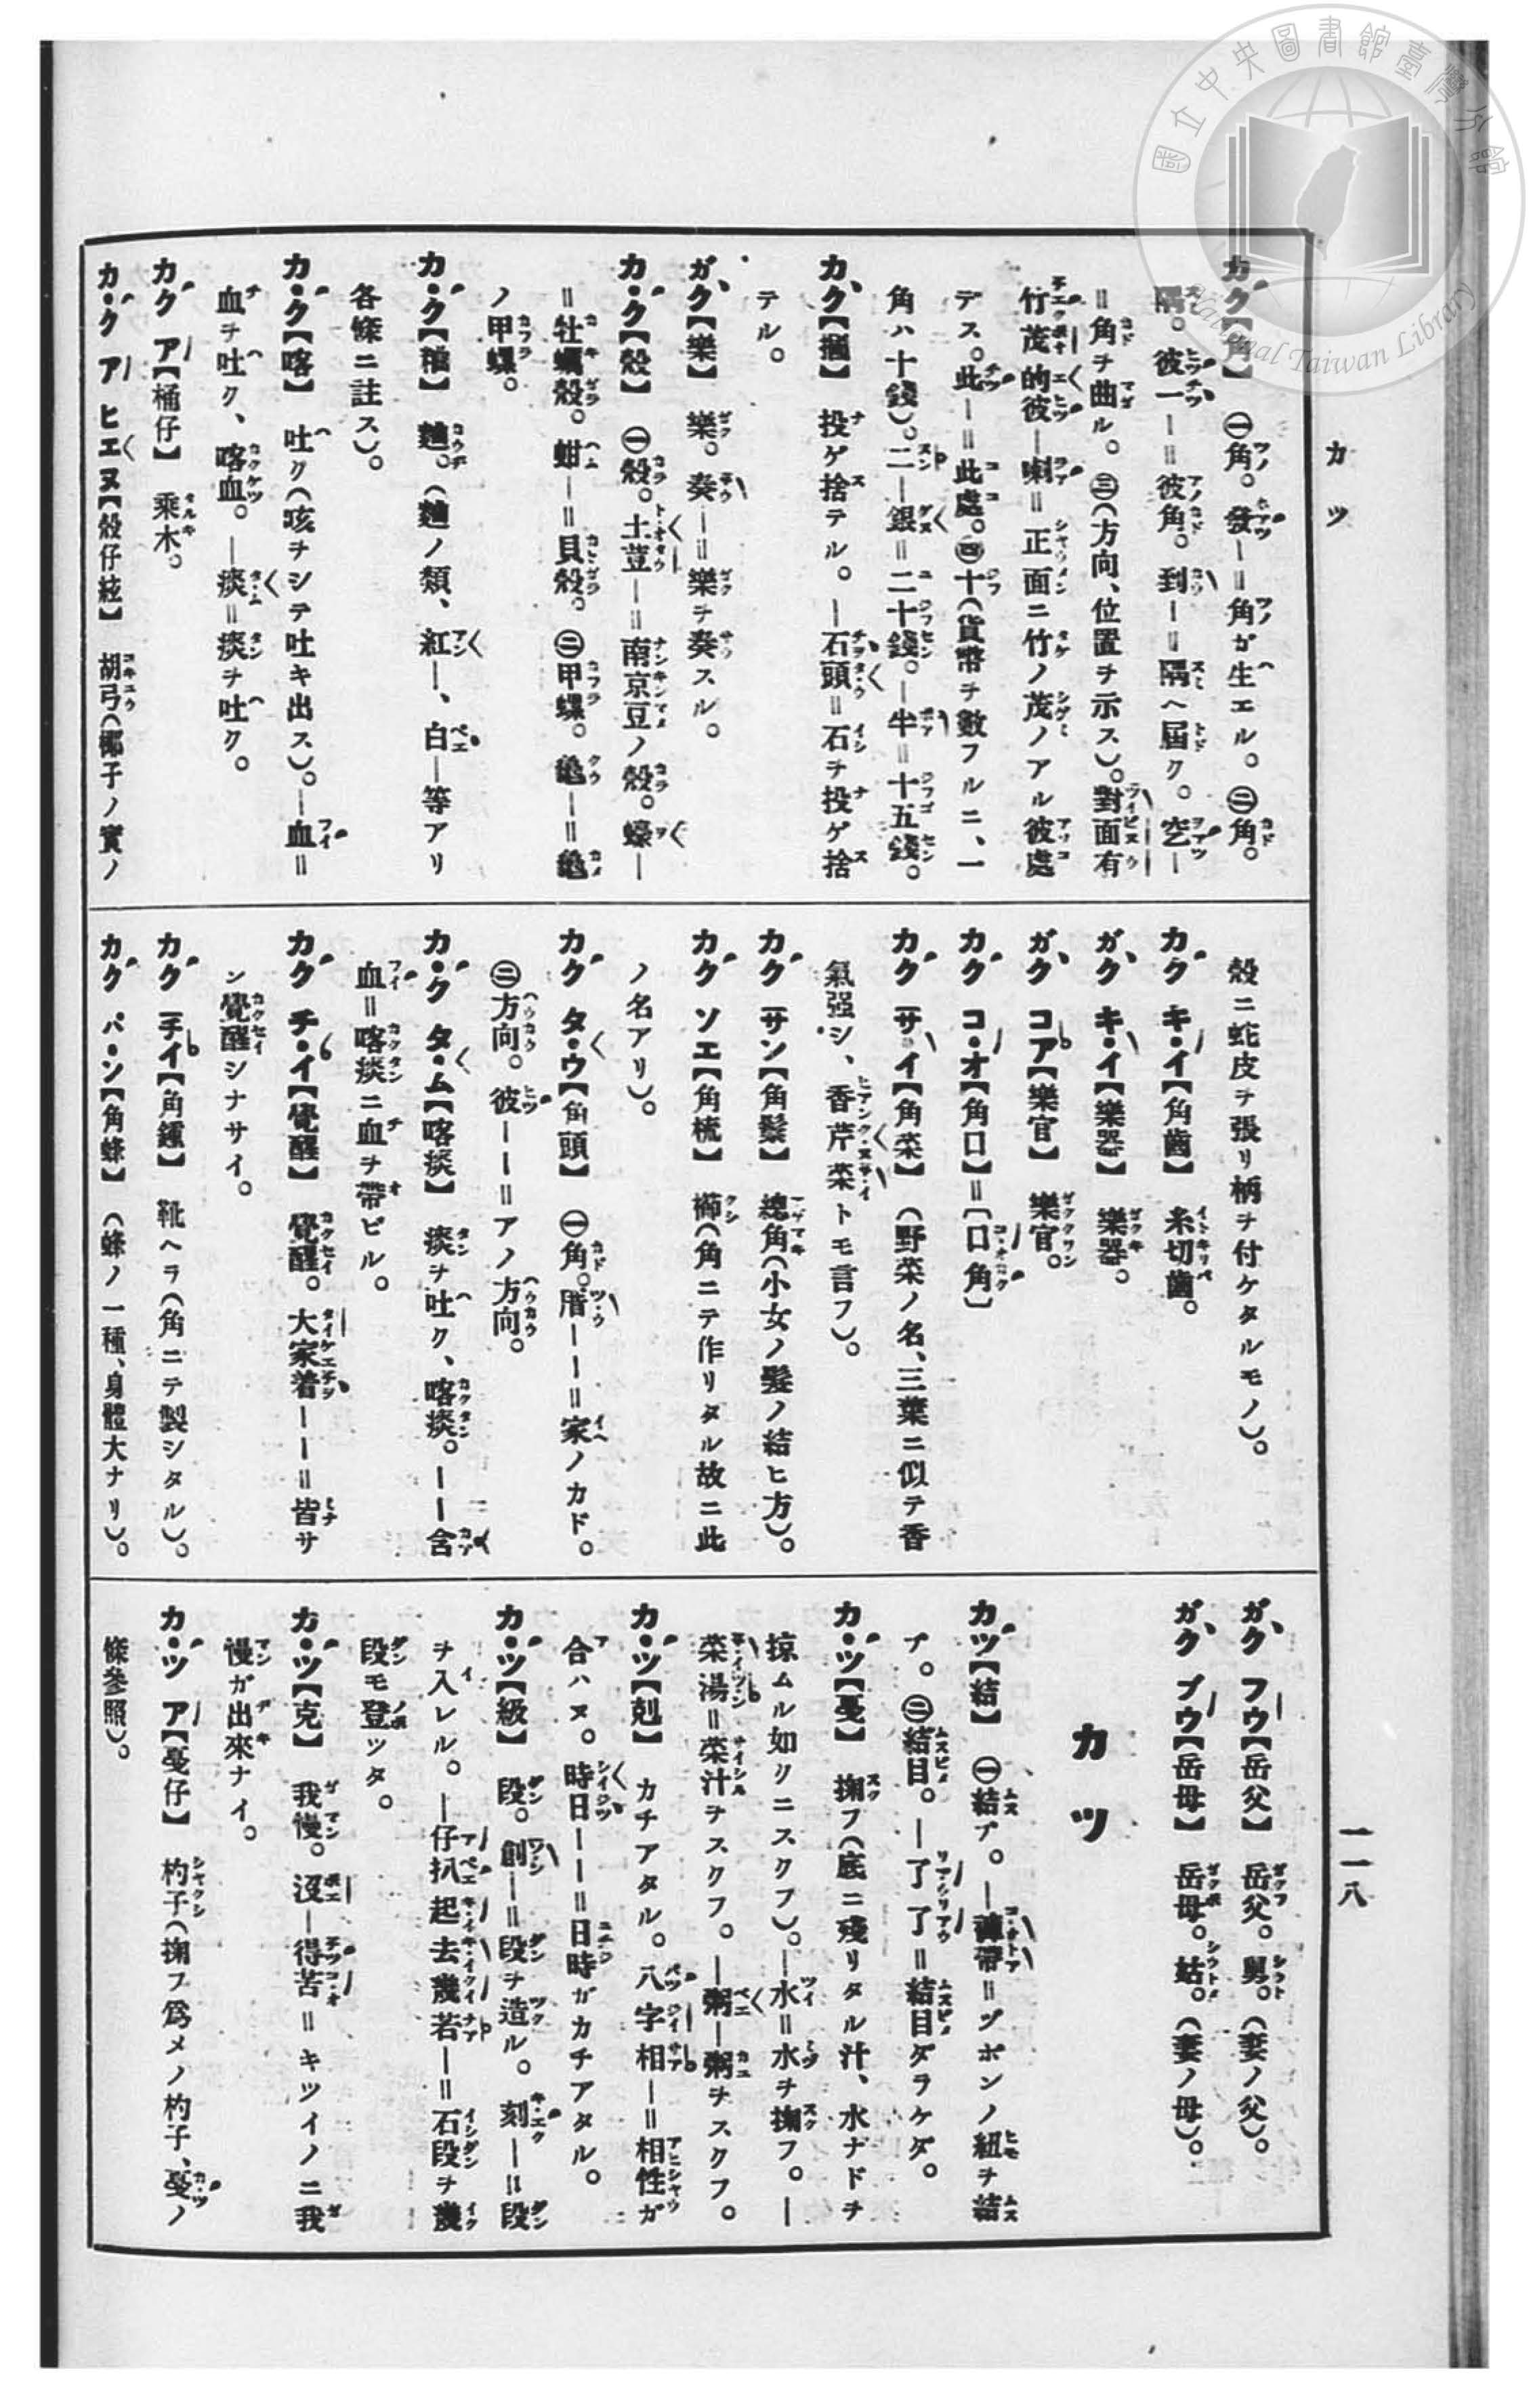 國立中央圖書館臺灣分館
National Taiwan Library
カツ
一一八
カク【角】 ㊀角。發―＝角ガ生エル。㊁角。
隅。彼一―＝彼角。到―＝隅ヘ屆ク。
＝角ヲ曲ル。㊂(方向、位置ヲ示ス)。對面有
竹茂的彼―喇＝正面ニ竹ノ茂ノアル彼處
デス。此―＝此處。㊃十(貨幣ヲ數フルニ、一
角ハ十錢)。二―銀＝二十錢。―半＝十五錢。
カク 投ゲ捨テル。―石頭＝石ヲ投ゲ捨
テル。
ガク【樂】 樂。奏―＝樂ヲ奏スル。
カ・ク【殼】 ㊀殼。土荳―＝南京豆ノ殼。蠔―
＝牡蠣殼。蚶―＝貝殼。㊁甲螺。龜―＝龜
ノ甲螺。
カ・ク 麯。(麯ノ類、紅―、白―等アリ
各條ニ註ス)。
カ・ク【喀】 吐ク(咳ヲシテ吐キ出ス)。―血＝
血ヲ吐ク、喀血。―痰＝痰ヲ吐ク。
カク ア【桶仔】 乘木。
カ・ク ア ヒエヌ【殼仔絃】 胡弓(椰子ノ實ノ
殼ニ蛇皮ヲ張リ柄ヲ付ケタルモノ)。
カク キ・イ【角齒】 糸切齒。
ガク キ・イ【樂器】 樂器。
ガク コア【樂官】 樂官。
カク コ・オ【角口】＝〔口角〕
カク サ・イ【角菜】 (野菜ノ名、三葉ニ似テ香
氣强シ、香芹菜トモ言フ)。
カク サン【角鬃】 總角(小女ノ髮ノ結ヒ方)。
カク ソエ【角梳】 櫛(角ニテ作リタル故ニ此
ノ名アリ)。
カク タ・ウ【角頭】 ㊀角。厝――＝家ノカド。
㊁方向。彼――＝アノ方向。
カ・ク タ・ム【喀痰】 痰ヲ吐ク、喀痰。――含
血＝喀痰ニ血ヲ帶ビル。
カク チ・イ【覺醒】 覺醒。大家着――＝皆サ
ン覺醒シナサイ。
カク チイ 靴ヘラ(角ニテ製シタル)。
カク パ・ン【角蜂】 (蜂ノ一種、身體大ナリ)。
ガク フウ【岳父】 岳父。舅。(妻ノ父)。
ガク ブウ【岳母】 岳母。姑。(妻ノ母)。
カツ
カツ【結】 ㊀結ブ。―褲帶＝ヅボンノ紐ヲ結
ブ。㊁結目。―了了＝結目ダラケダ。
カ・ツ【戞】 掬フ(底ニ殘リタル汁、水ナドヲ
掠ムル如クニスクフ)。―水＝水ヲ掬フ。―
菜湯＝菜汁ヲスクフ。―粥―粥ヲスクフ。
カ・ツ【剋】 カチアタル。八字相―＝相性ガ
合ハヌ。時日――＝日時ガカチアタル。
カ・ツ【級】 段。創―＝段ヲ造ル。刻―＝段
ヲ入レル。―仔扒起去幾若―＝石段ヲ幾
段モ登ツタ。
カ・ツ【克】 我慢。沒―得苦＝キツイノニ我
慢ガ出來ナイ。
カ・ツ ア【戞仔】 杓子(掬フ爲メノ杓子、戞ノ
條參照)。